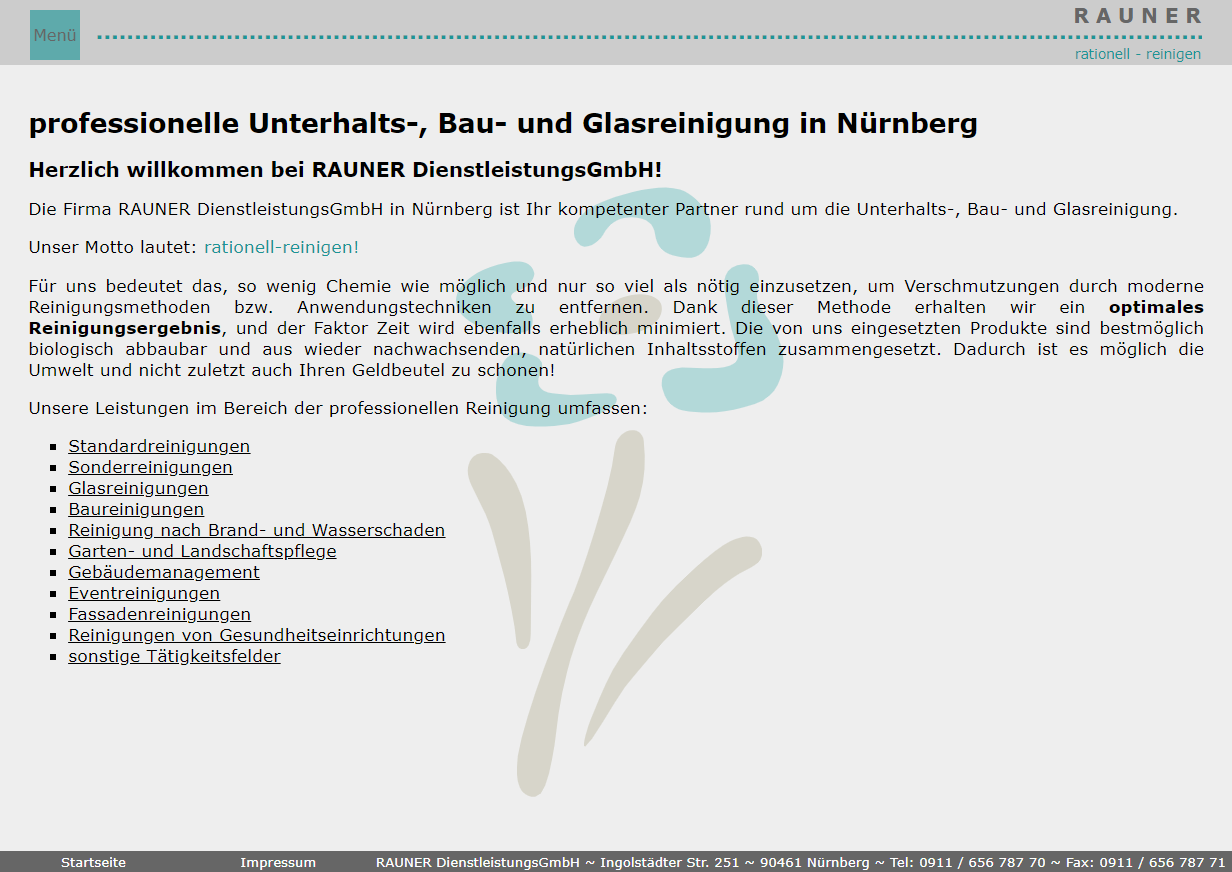 Menü
R A U N E R
rationell - reinigen
professionelle Unterhalts-, Bau- und Glasreinigung in Nürnberg
Herzlich willkommen bei RAUNER DienstleistungsGmbH!
Die Firma RAUNER DienstleistungsGmbH in Nürnberg ist Ihr kompetenter Partner rund um die Unterhalts-, Bau- und Glasreinigung.
Unser Motto lautet: rationell-reinigen!
Für uns bedeutet das, so wenig Chemie wie möglich und nur so viel als nötig einzusetzen, um Verschmutzungen durch moderne
Reinigungsmethoden bzw. Anwendungstechniken zu entfernen. Dank dieser Methode erhalten wir ein optimales
Reinigungsergebnis, und der Faktor Zeit wird ebenfalls erheblich minimiert. Die von uns eingesetzten Produkte sind bestmöglich
biologisch abbaubar und aus wieder nachwachsenden, natürlichen Inhaltsstoffen zusammengesetzt. Dadurch ist es möglich die
Umwelt und nicht zuletzt auch Ihren Geldbeutel zu schonen!
Unsere Leistungen im Bereich der professionellen Reinigung umfassen:
Standardreinigungen
Sonderreinigungen
Glasreinigungen
Baureinigungen
Reinigung nach Brand- und Wasserschaden
Garten- und Landschaftspflege
Gebäudemanagement
Eventreinigungen
Fassadenreinigungen
Reinigungen von Gesundheitseinrichtungen
sonstige Tätigkeitsfelder
Startseite Impressum RAUNER DienstleistungsGmbH ~ Ingolstädter Str. 251 ~ 90461 Nürnberg ~ Tel: 0911 / 656 787 70 ~ Fax: 0911 / 656 787 71